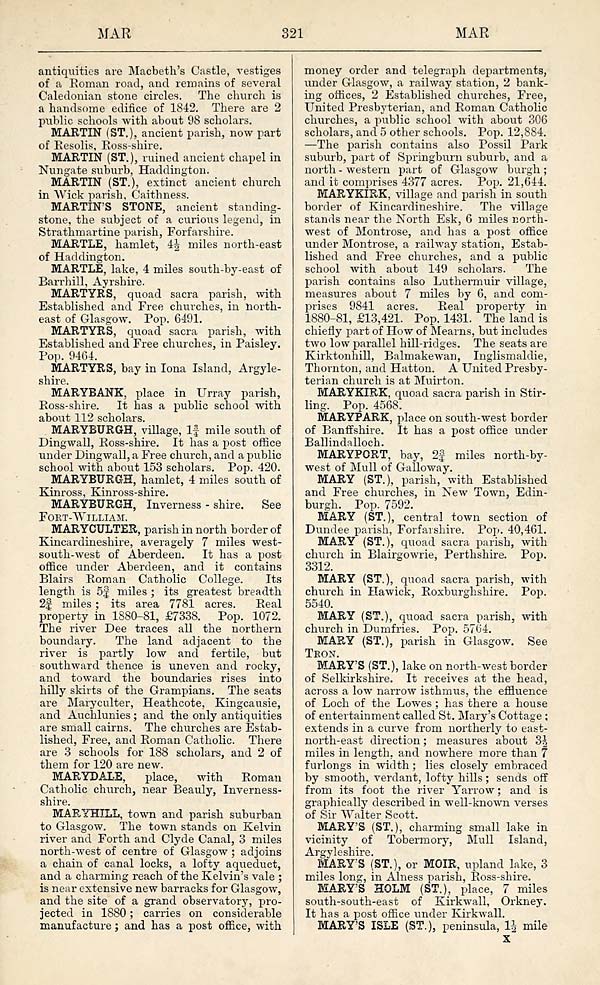 MAR 321 MAR
antiquities are Macbeth's Castle, vestiges
of a Roman road, and remains of several
Caledonian stone circles. The church is
a handsome edifice of 1842. There are 2
public schools with about 98 scholars.
MARTIN (ST.), ancient parish, now part
of Resolis, Ross-shire.
MARTIN (ST.), ruined ancient chapel in
Nungate suburb, Haddington.
MARTIN (ST.), extinct ancient church
in Wick parish, Caithness.
MARTIN'S STONE, ancient standing-
stone, the subject of a curious legend, in
Strathmartine parish, Forfarshire.
MARTLE, hamlet, 4½ miles north-east
of Haddington.
MARTLE, lake, 4 miles south-by-east of
Barrhill, Ayrshire.
MARTYRS, quoad sacra parish, with
Established and Free churches, in north-
east of Glasgow. Pop. 6491.
MARTYRS, quoad sacra parish, with
Established and Free churches, in Paisley.
Pop. 9464.
MARTYRS, bay in Iona Island, Argyle-
shire.
MARYBANK, place in Urray parish,
Ross-shire. It has a public school with
about 112 scholars.
MARYBURGH, village, 1¾ mile south of
Dingwall, Ross-shire. It has a post office
under Dingwall, a Free church, and a public
school with about 153 scholars. Pop. 420.
MARYBURGH, hamlet, 4 miles south of
Kinross, Kinross-shire.
MARYBURGH, Inverness-shire. See
FORT-WILLIAM.
MARYCULTER, parish in north border of
Kincardineshire, averagely 7 miles west-
south-west of Aberdeen. It has a post
office under Aberdeen, and it contains
Blairs Roman Catholic College. Its
length is 5¾ miles; its greatest breadth
2¾ miles; its area 7781 acres. Real
property in 1880-81, £7338. Pop. 1072.
The river Dee traces all the northern
boundary. The land adjacent to the
river is partly low and fertile, but
southward thence is uneven and rocky,
and toward the boundaries rises into
hilly skirts of the Grampians. The seats
are Maryculter, Heathcote, Kingcausie,
and Auchlunies; and the only antiquities
are small cairns. The churches are Estab-
lished, Free, and Roman Catholic. There
are 3 schools for 188 scholars, and 2 of
them for 120 are new.
MARYDALE, place, with Roman
Catholic church, near Beauly, Inverness-
shire.
MARYHILL, town and parish suburban
to Glasgow. The town stands on Kelvin
river and Forth and Clyde Canal, 3 miles
north-west of centre of Glasgow; adjoins
a chain of canal locks, a lofty aqueduct,
and a charming reach of the Kelvin's vale;
is near extensive new barracks for Glasgow,
and the site of a grand observatory, pro-
jected in 1880; carries on considerable
manufacture; and has a post office, with
money order and telegraph departments,
under Glasgow, a railway station, 2 bank-
ing offices, 2 Established churches, Free,
United Presbyterian, and Roman Catholic
churches, a public school with about 306
scholars, and 5 other schools. Pop. 12,884.
—The parish contains also Possil Park
suburb, part of Springburn suburb, and a
north-western part of Glasgow burgh;
and it comprises 4377 acres. Pop. 21,644.
MARYKIRK, village and parish in south
border of Kincardineshire. The village
stands near the North Esk, 6 miles north-
west of Montrose, and has a post office
under Montrose, a railway station, Estab-
lished and Free churches, and a public
school with about 149 scholars. The
parish contains also Luthermuir village,
measures about 7 miles by 6, and com-
prises 9841 acres. Real property in
1880-81, £13,421. Pop. 1431. The land is
chiefly part of How of Mearns, but includes
two low parallel hill-ridges. The seats are
Kirktonhill, Balmakewan, Inglismaldie,
Thornton, and Hatton. A United Presby-
terian church is at Muirton.
MARYKIRK, quoad sacra parish in Stir-
ling. Pop. 4568.
MARYPARK, place on south-west border
of Banffshire. It has a post office under
Ballindalloch.
MARYPORT, bay, 2¾ miles north-by-
west of Mull of Galloway.
MARY (ST.), parish, with Established
and Free churches, in New Town, Edin-
burgh. Pop. 7592.
MARY (ST.), central town section of
Dundee parish, Forfarshire. Pop. 40,461.
MARY (ST.), quoad sacra parish, with
church in Blairgowrie, Perthshire. Pop.
3312.
MARY (ST.), quoad sacra parish, with
church in Hawick, Roxburghshire. Pop.
5540.
MARY (ST.), quoad sacra parish, with
church in Dumfries. Pop. 5764.
MARY (ST.), parish in Glasgow. See
TRON.
MARY'S (ST.), lake on north-west border
of Selkirkshire. It receives at the head,
across a low narrow isthmus, the effluence
of Loch of the Lowes; has there a house
of entertainment called St. Mary's Cottage;
extends in a curve from northerly to east-
north-east direction; measures about 3½
miles in length, and nowhere more than 7
furlongs in width; lies closely embraced
by smooth, verdant, lofty hills; sends off
from its foot the river Yarrow; and is
graphically described in well-known verses
of Sir Walter Scott.
MARY'S (ST.), charming small lake in
vicinity of Tobermory, Mull Island,
Argyleshire.
MARY'S (ST.), or MOIR, upland lake, 3
miles long, in Alness parish, Ross-shire.
MARY'S HOLM (ST.), place, 7 miles
south-south-east of Kirkwall, Orkney.
It has a post office under Kirkwall.
MARY'S ISLE (ST.), peninsula, 1½ mile
X